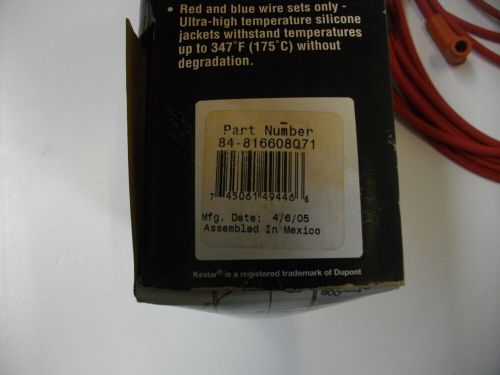 • Red and blue wire sets only -
Ultra-high temperature silicone
jackets withstand temperatures
up to 347°F (175°C) without
degradation.
Part Number
84-816608Q71
7 45061 49446 6
Mfg. Date: 4/6/05
Assembled In Mexico
Kevlar® is a registered trademark of Dupont